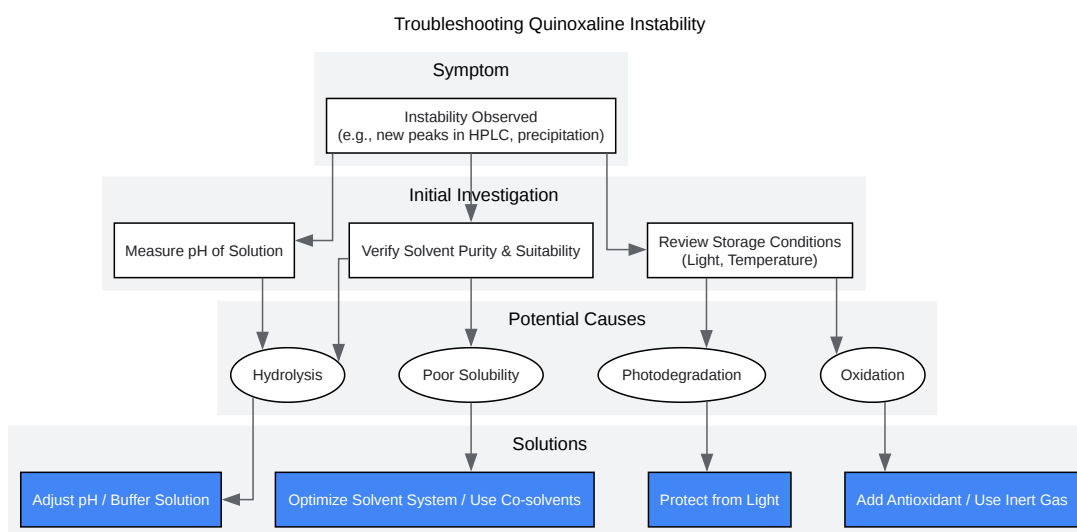 Troubleshooting Quinoxaline Instability
Symptom
Instability Observed
(e.g., new peaks in HPLC, precipitation)
Initial Investigation
Measure pH of Solution
Verify Solvent Purity & Suitability
Review Storage Conditions
(Light, Temperature)
Potential Causes
Hydrolysis
Poor Solubility
Photodegradation
Oxidation
Solutions
Adjust pH / Buffer Solution
Optimize Solvent System / Use Co-solvents
Protect from Light
Add Antioxidant / Use Inert Gas